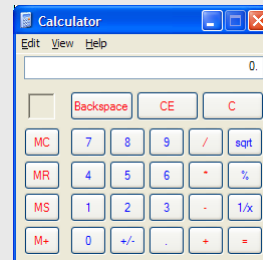 Calculator
Edit View Help
0.
Backspace CE C
MC 7 8 9 / sqrt
MR 4 5 6 * %
MS 1 2 3 - 1/x
M+ 0 +/- . + =